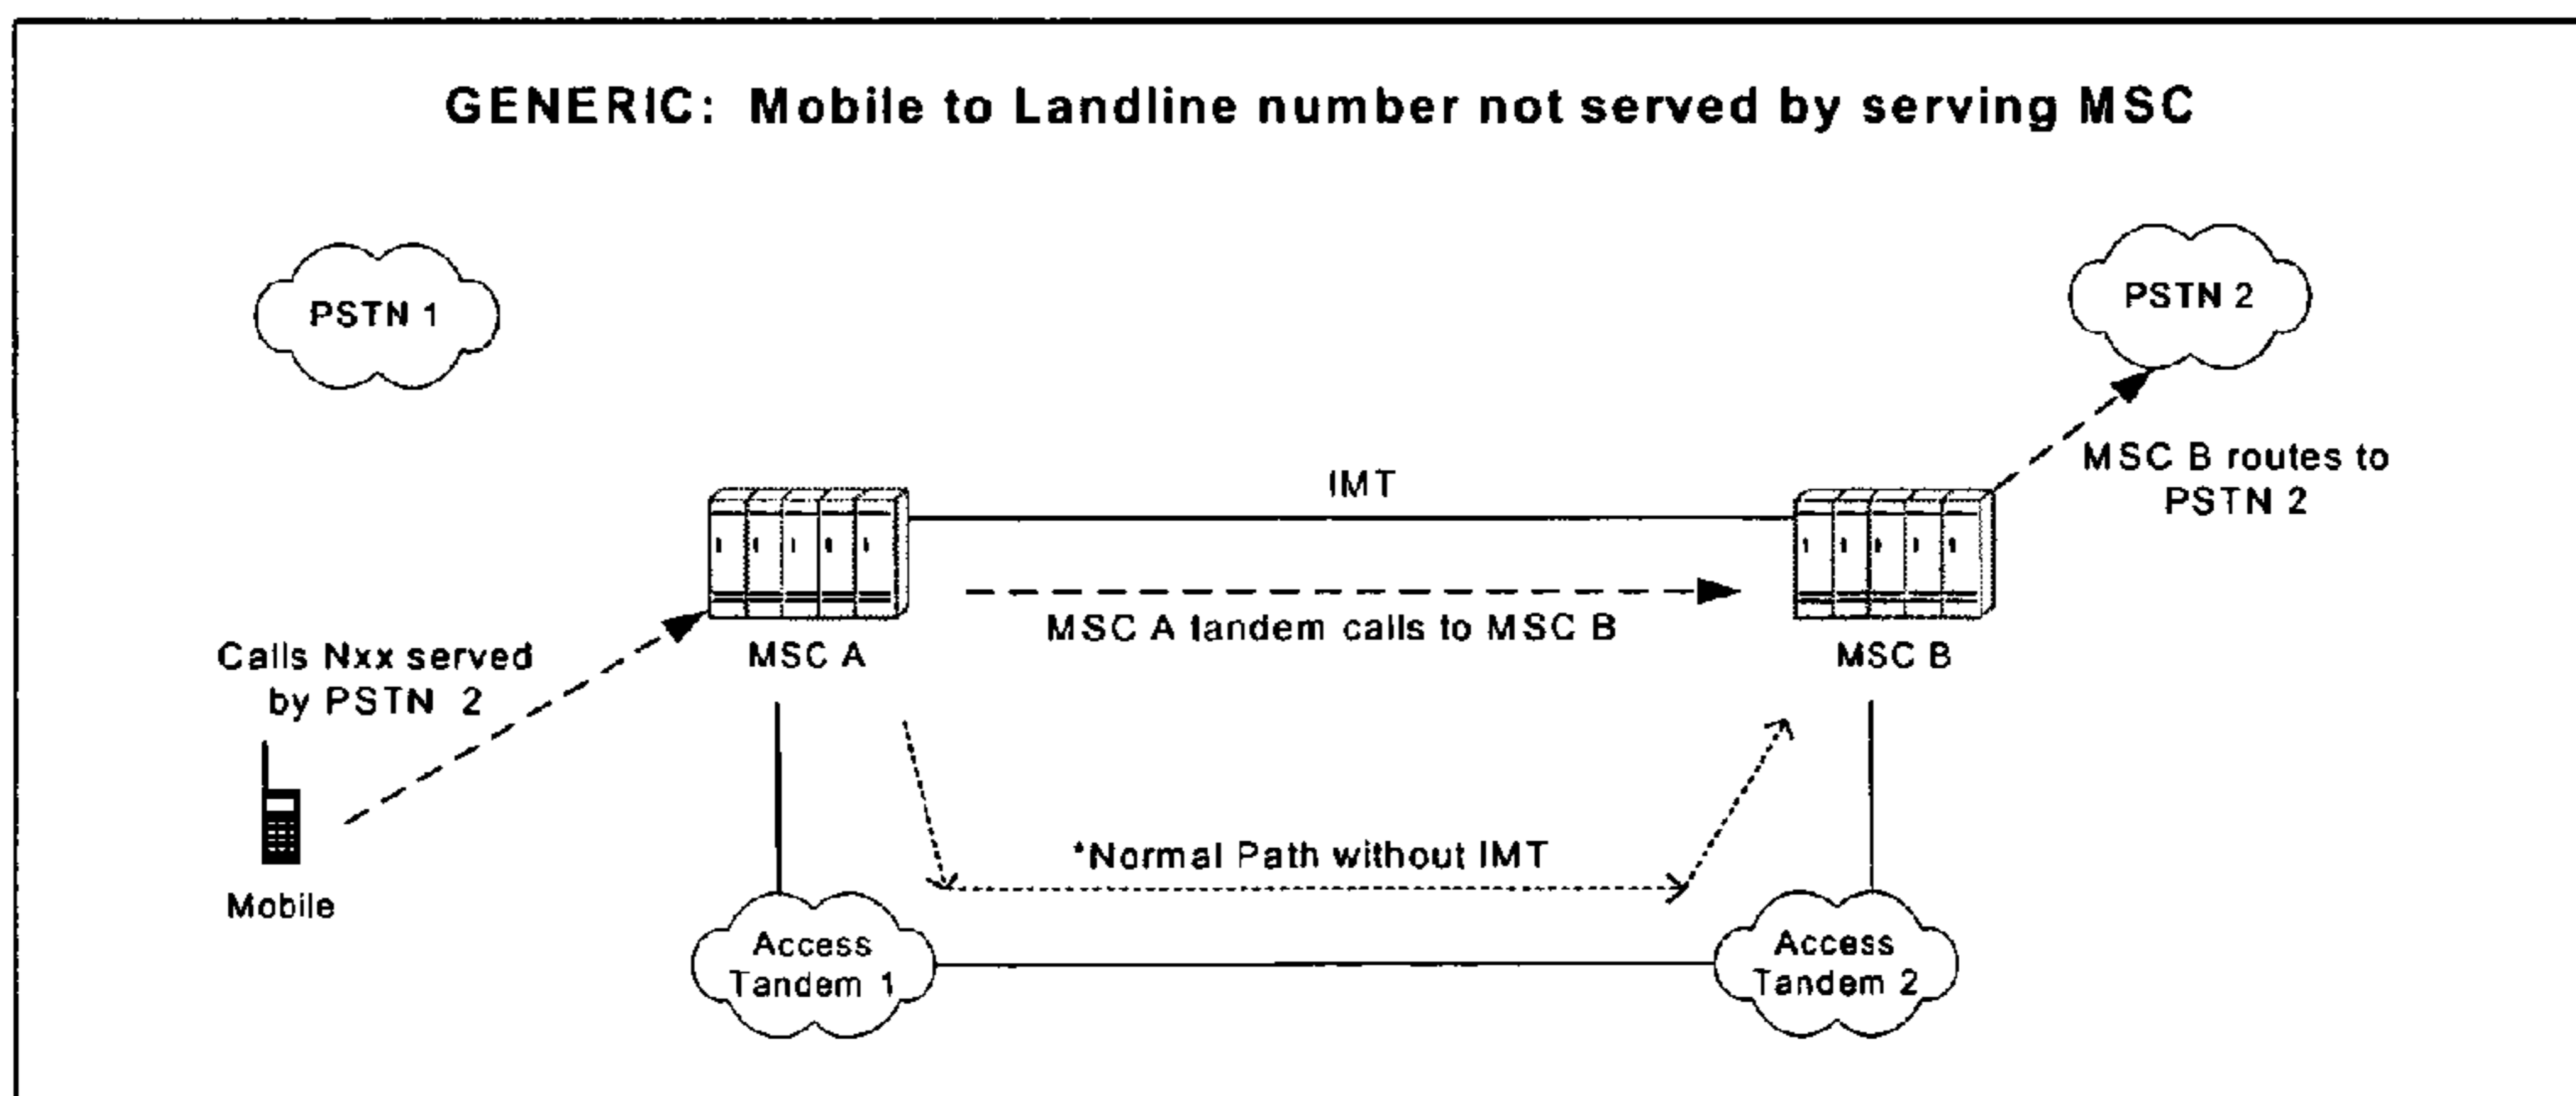 GENERIC: Mobile to Landline number not served by serving MSC
PSTN 1
PSTN 2
MSC B routes to
PSTN 2
IMT
MSC A tandem calls to MSC B
MSC A
MSC B
Calls Nxx served
by PSTN 2
*Normal Path without IMT
Mobile
Access
Tandem 1
Access
Tandem 2